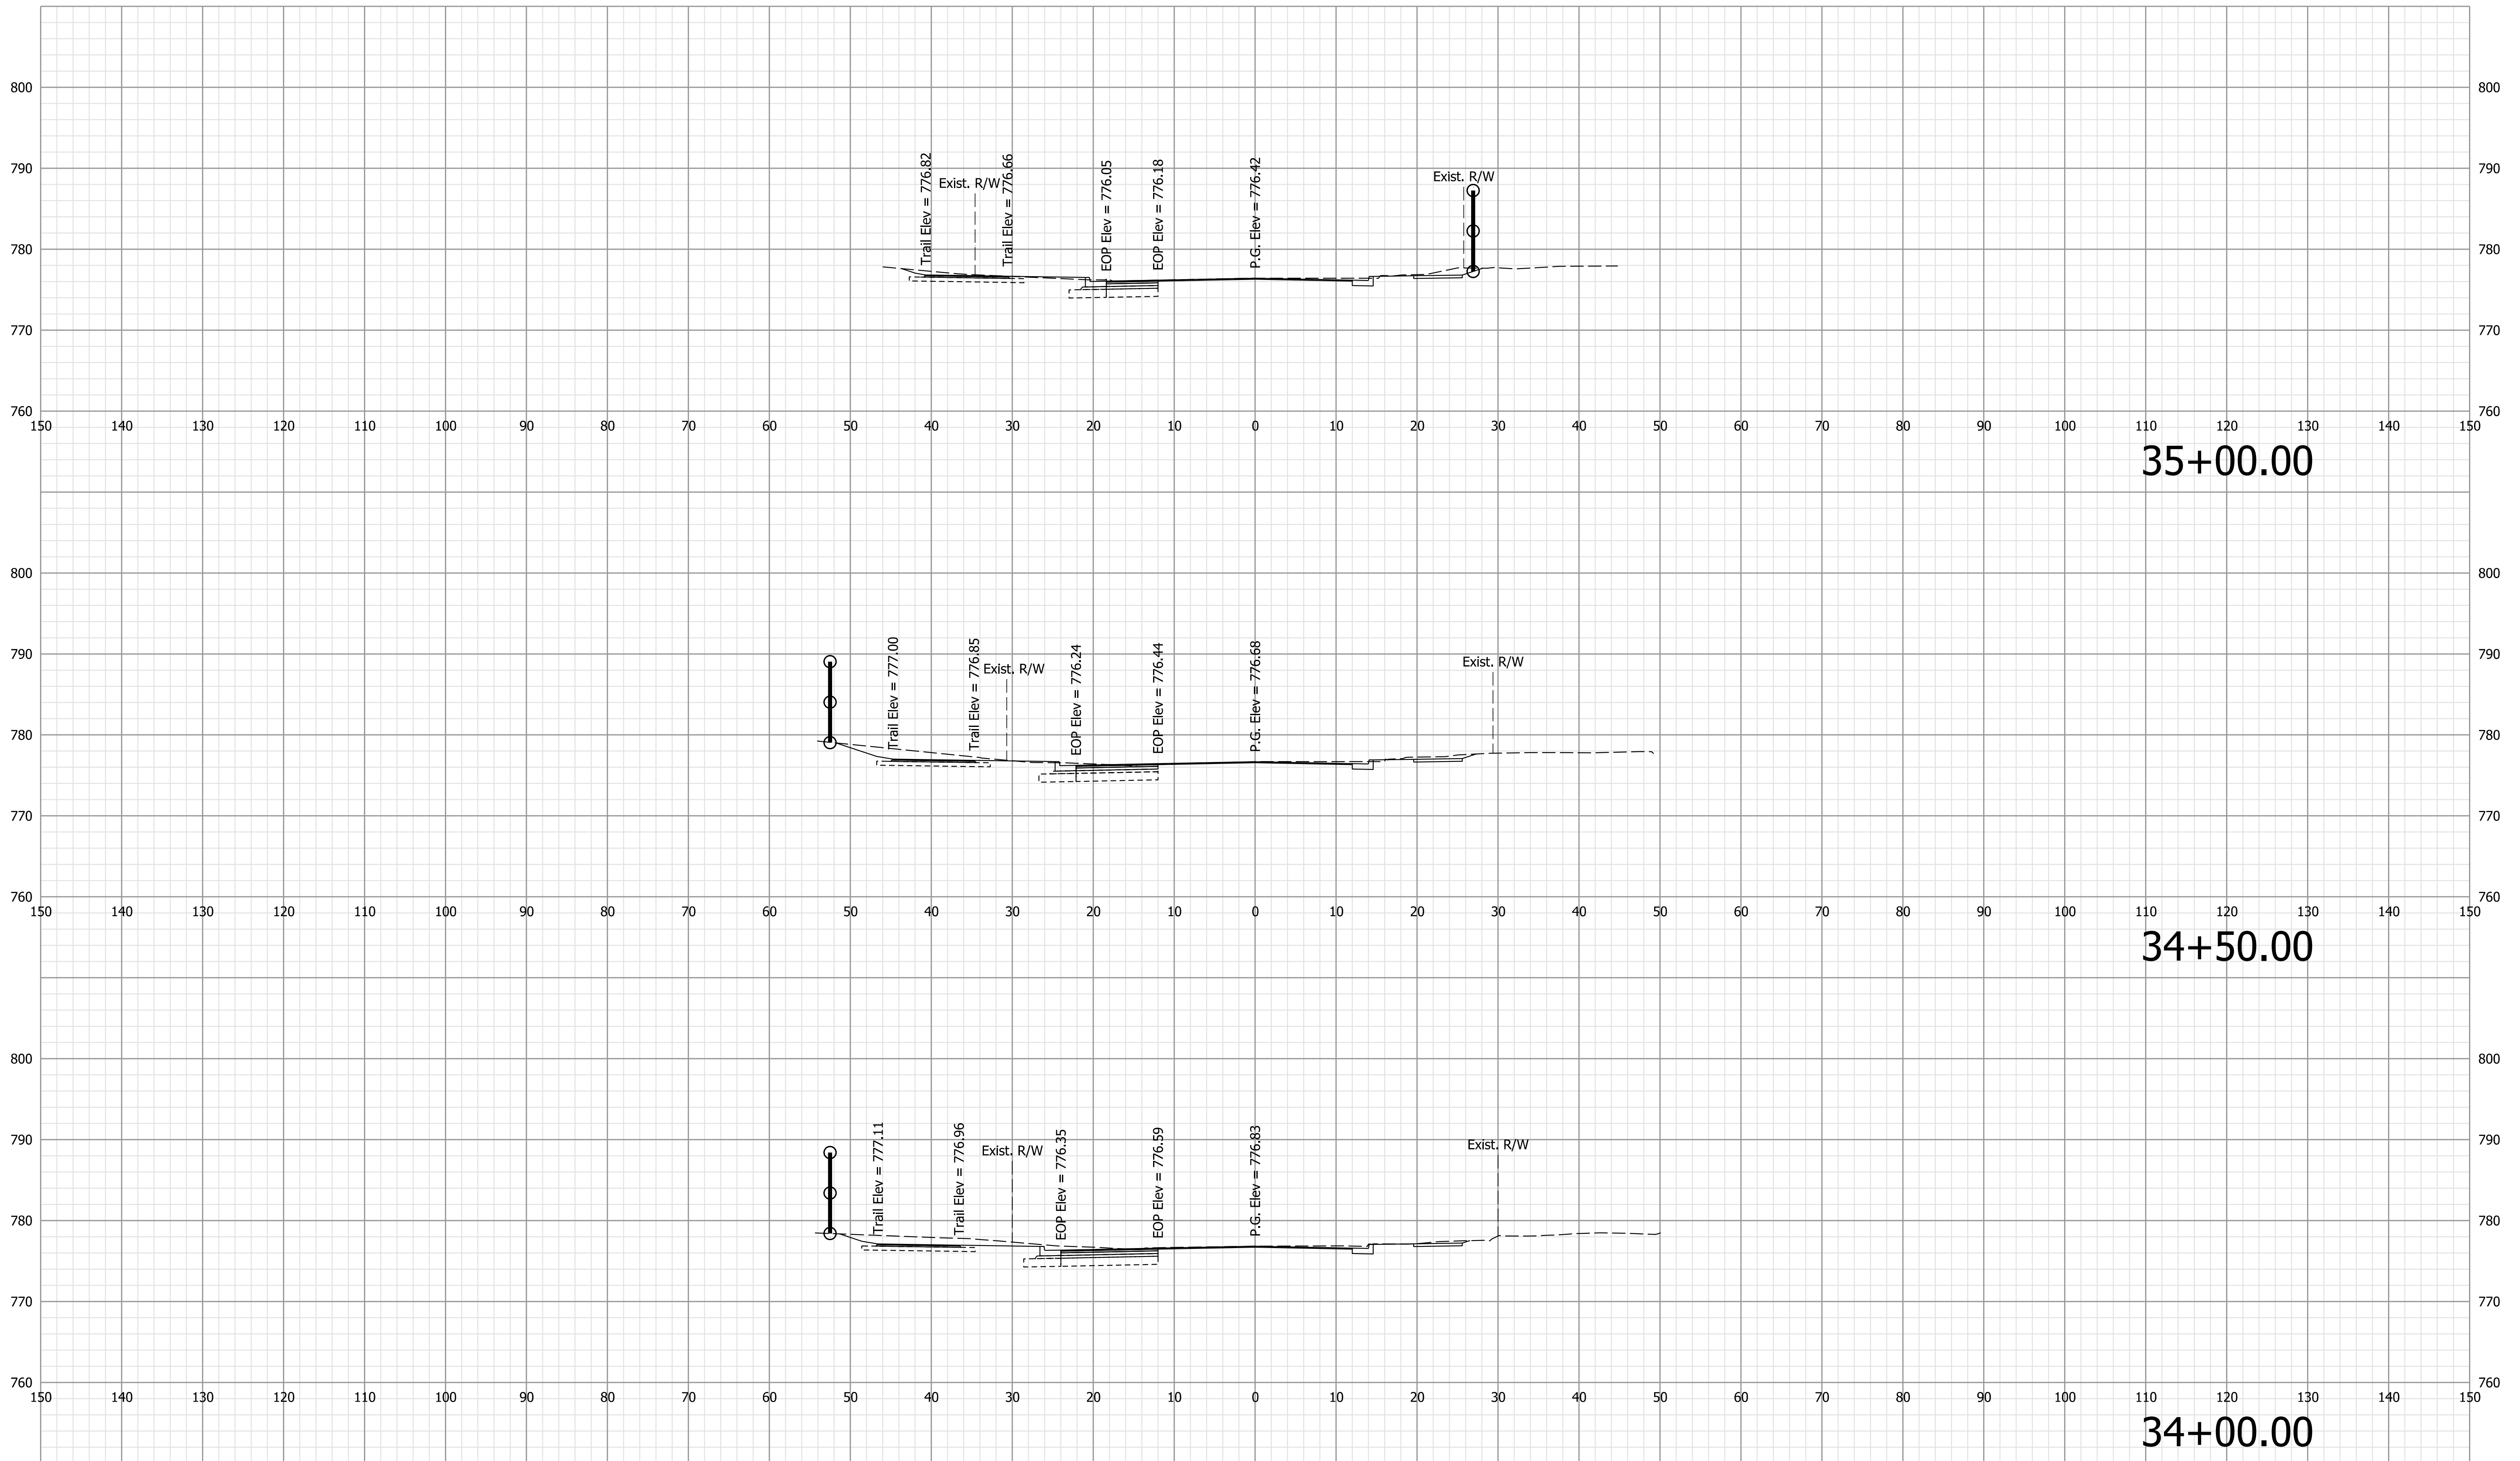 800 800
790 790
780 780
770 770
760 760
Trail Elev = 776.82
Exist. R/W
Trail Elev = 776.66
EOP Elev = 776.05
EOP Elev = 776.18
P.G. Elev = 776.42
Exist. R/W
150 140 130 120 110 100 90 80 70 60 50 40 30 20 10 0 10 20 30 40 50 60 70 80 90 100 110 120 130 140 150
35+00.00
800 800
790 790
780 780
770 770
760 760
Trail Elev = 777.00
Trail Elev = 776.85
Exist. R/W
EOP Elev = 776.24
EOP Elev = 776.44
P.G. Elev = 776.68
Exist. R/W
150 140 130 120 110 100 90 80 70 60 50 40 30 20 10 0 10 20 30 40 50 60 70 80 90 100 110 120 130 140 150
34+50.00
800 800
790 790
780 780
770 770
760 760
Trail Elev = 777.11
Trail Elev = 776.96
Exist. R/W
EOP Elev = 776.35
EOP Elev = 776.59
P.G. Elev = 776.83
Exist. R/W
150 140 130 120 110 100 90 80 70 60 50 40 30 20 10 0 10 20 30 40 50 60 70 80 90 100 110 120 130 140 150
34+00.00